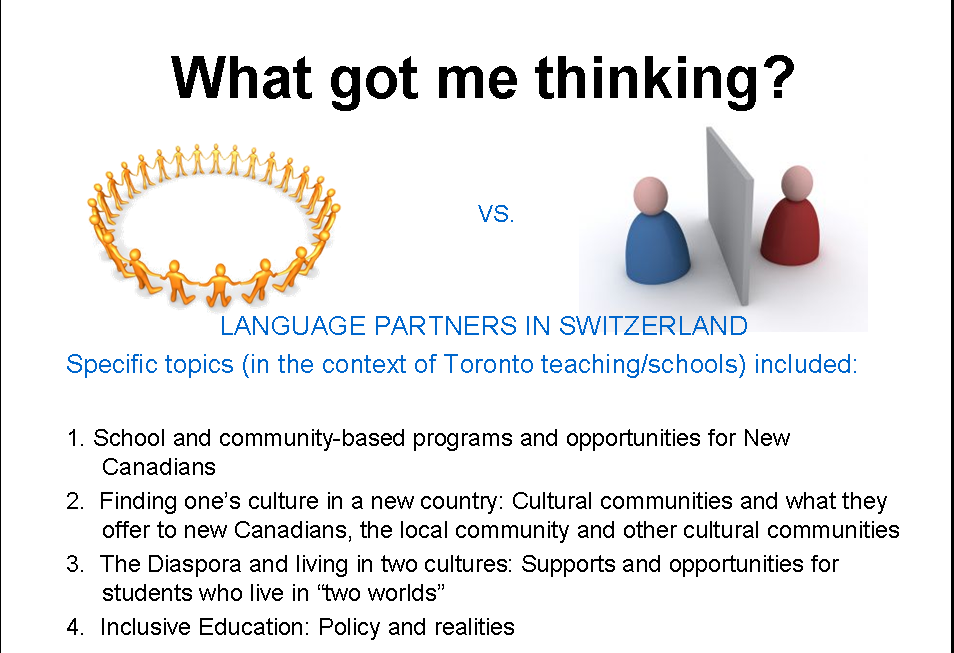 What got me thinking?
VS.
LANGUAGE PARTNERS IN SWITZERLAND
Specific topics (in the context of Toronto teaching/schools) included:
1. School and community-based programs and opportunities for New
Canadians
2. Finding one’s culture in a new country: Cultural communities and what they
offer to new Canadians, the local community and other cultural communities
3. The Diaspora and living in two cultures: Supports and opportunities for
students who live in “two worlds”
4. Inclusive Education: Policy and realities